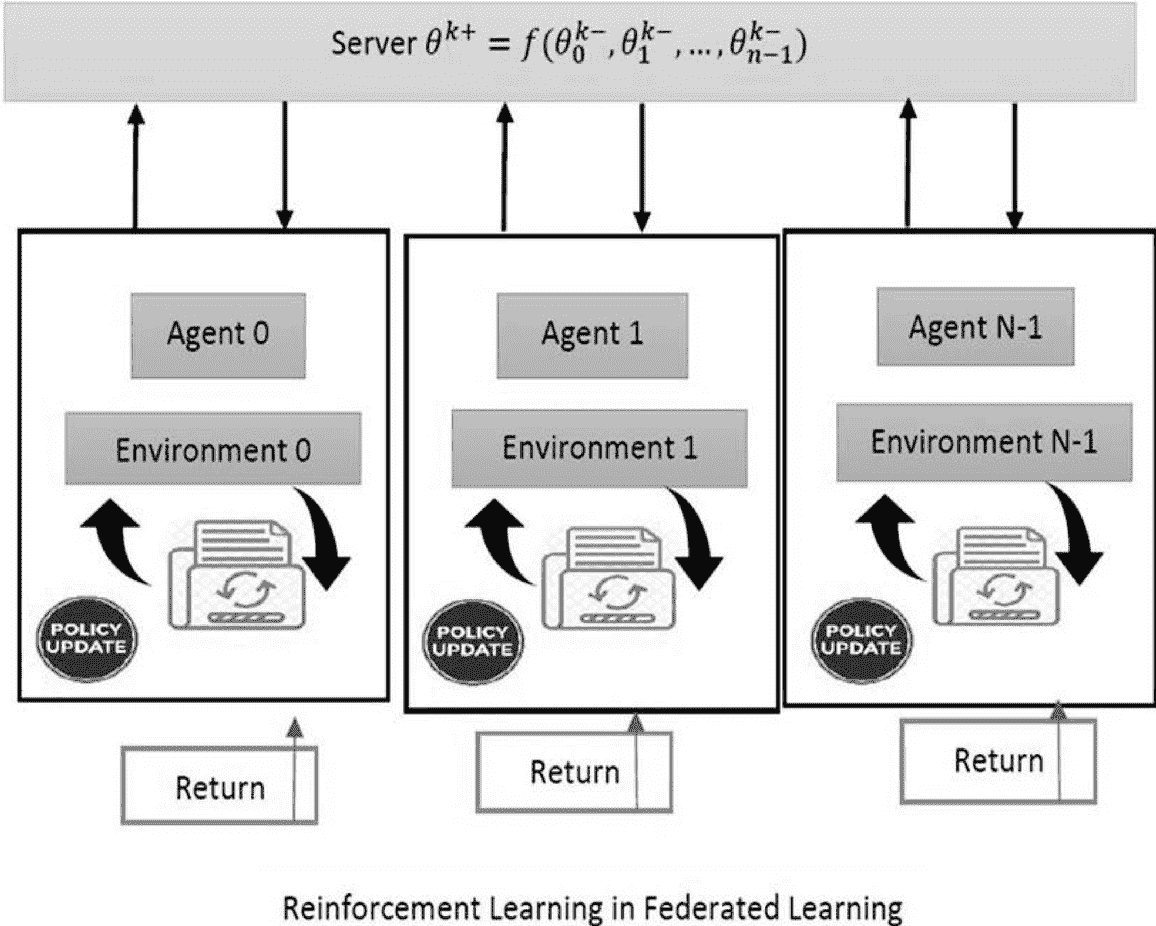 Server θ^{k+} = f(θ_0^{k-}, θ_1^{k-}, ..., θ_{n-1}^{k-})
Agent 0
Environment 0
POLICY
UPDATE
Return
Agent 1
Environment 1
POLICY
UPDATE
Return
Agent N-1
Environment N-1
POLICY
UPDATE
Return
Reinforcement Learning in Federated Learning